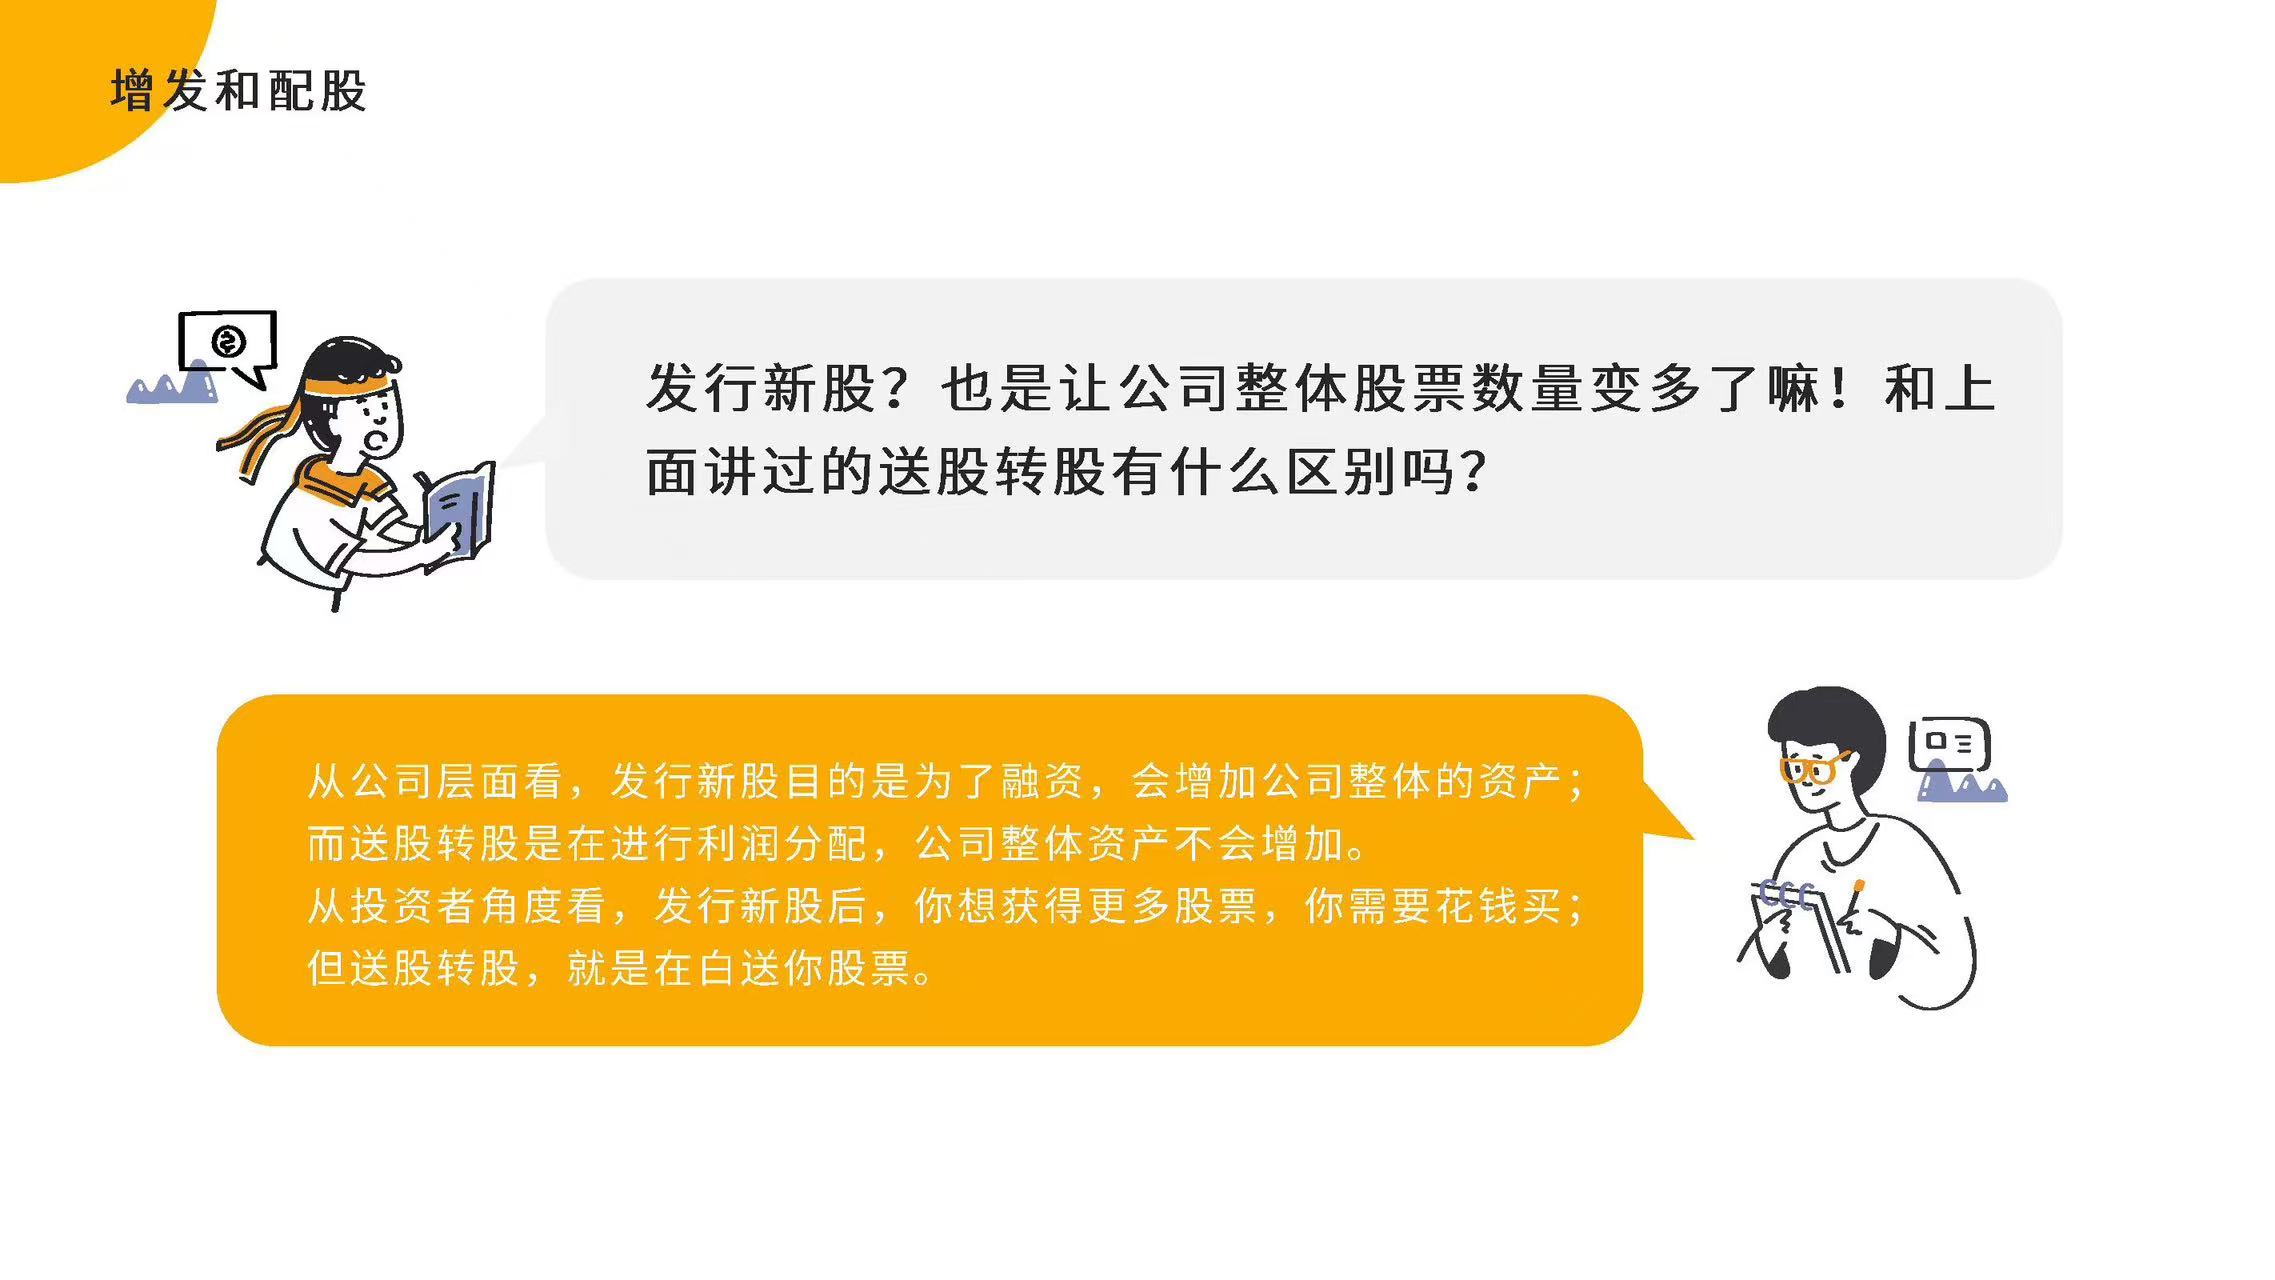 增发和配股
发行新股？也是让公司整体股票数量变多了嘛！和上
面讲过的送股转股有什么区别吗？
从公司层面看，发行新股目的是为了融资，会增加公司整体的资产；
而送股转股是在进行利润分配，公司整体资产不会增加。
从投资者角度看，发行新股后，你想获得更多股票，你需要花钱买；
但送股转股，就是在白送你股票。